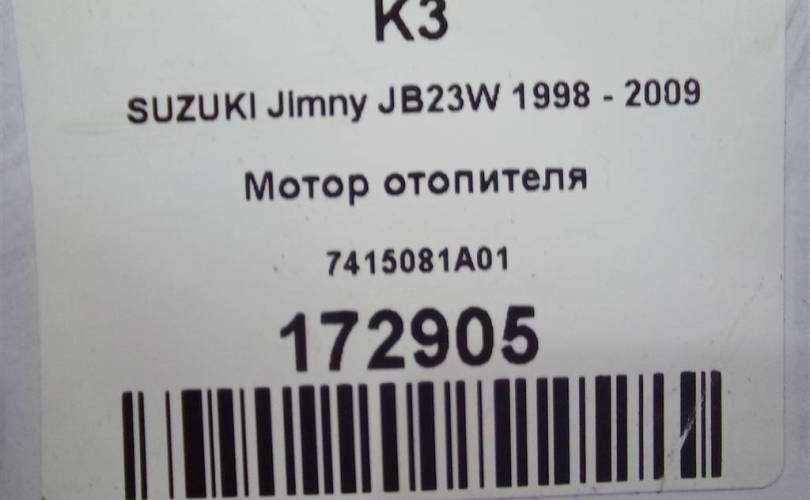 K3
SUZUKI JImny JB23W 1998 - 2009
Мотор отопителя
7415081A01
172905